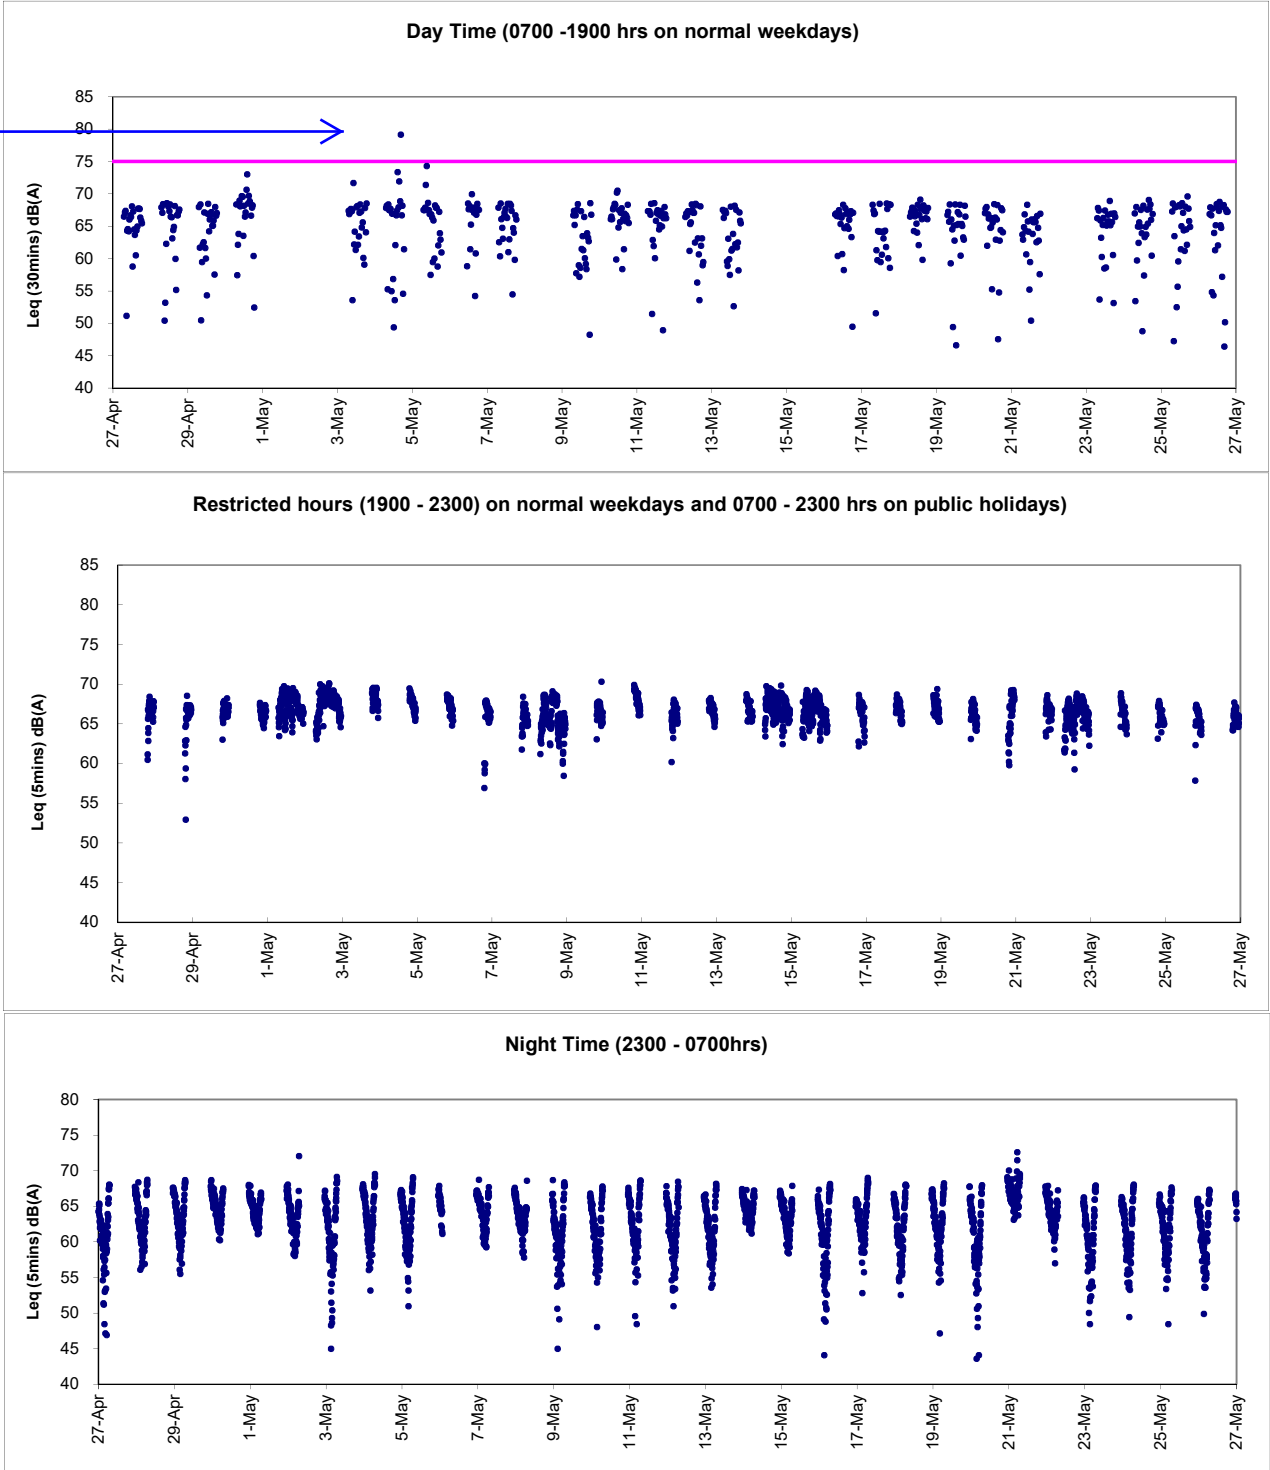 Day Time (0700 -1900 hrs on normal weekdays)
85
80
75
70
65
60
55
50
45
40
Leq (30mins) dB(A)
27-Apr
29-Apr
1-May
3-May
5-May
7-May
9-May
11-May
13-May
15-May
17-May
19-May
21-May
23-May
25-May
27-May
Restricted hours (1900 - 2300) on normal weekdays and 0700 - 2300 hrs on public holidays)
85
80
75
70
65
60
55
50
45
40
Leq (5mins) dB(A)
27-Apr
29-Apr
1-May
3-May
5-May
7-May
9-May
11-May
13-May
15-May
17-May
19-May
21-May
23-May
25-May
27-May
Night Time (2300 - 0700hrs)
80
75
70
65
60
55
50
45
40
Leq (5mins) dB(A)
27-Apr
29-Apr
1-May
3-May
5-May
7-May
9-May
11-May
13-May
15-May
17-May
19-May
21-May
23-May
25-May
27-May